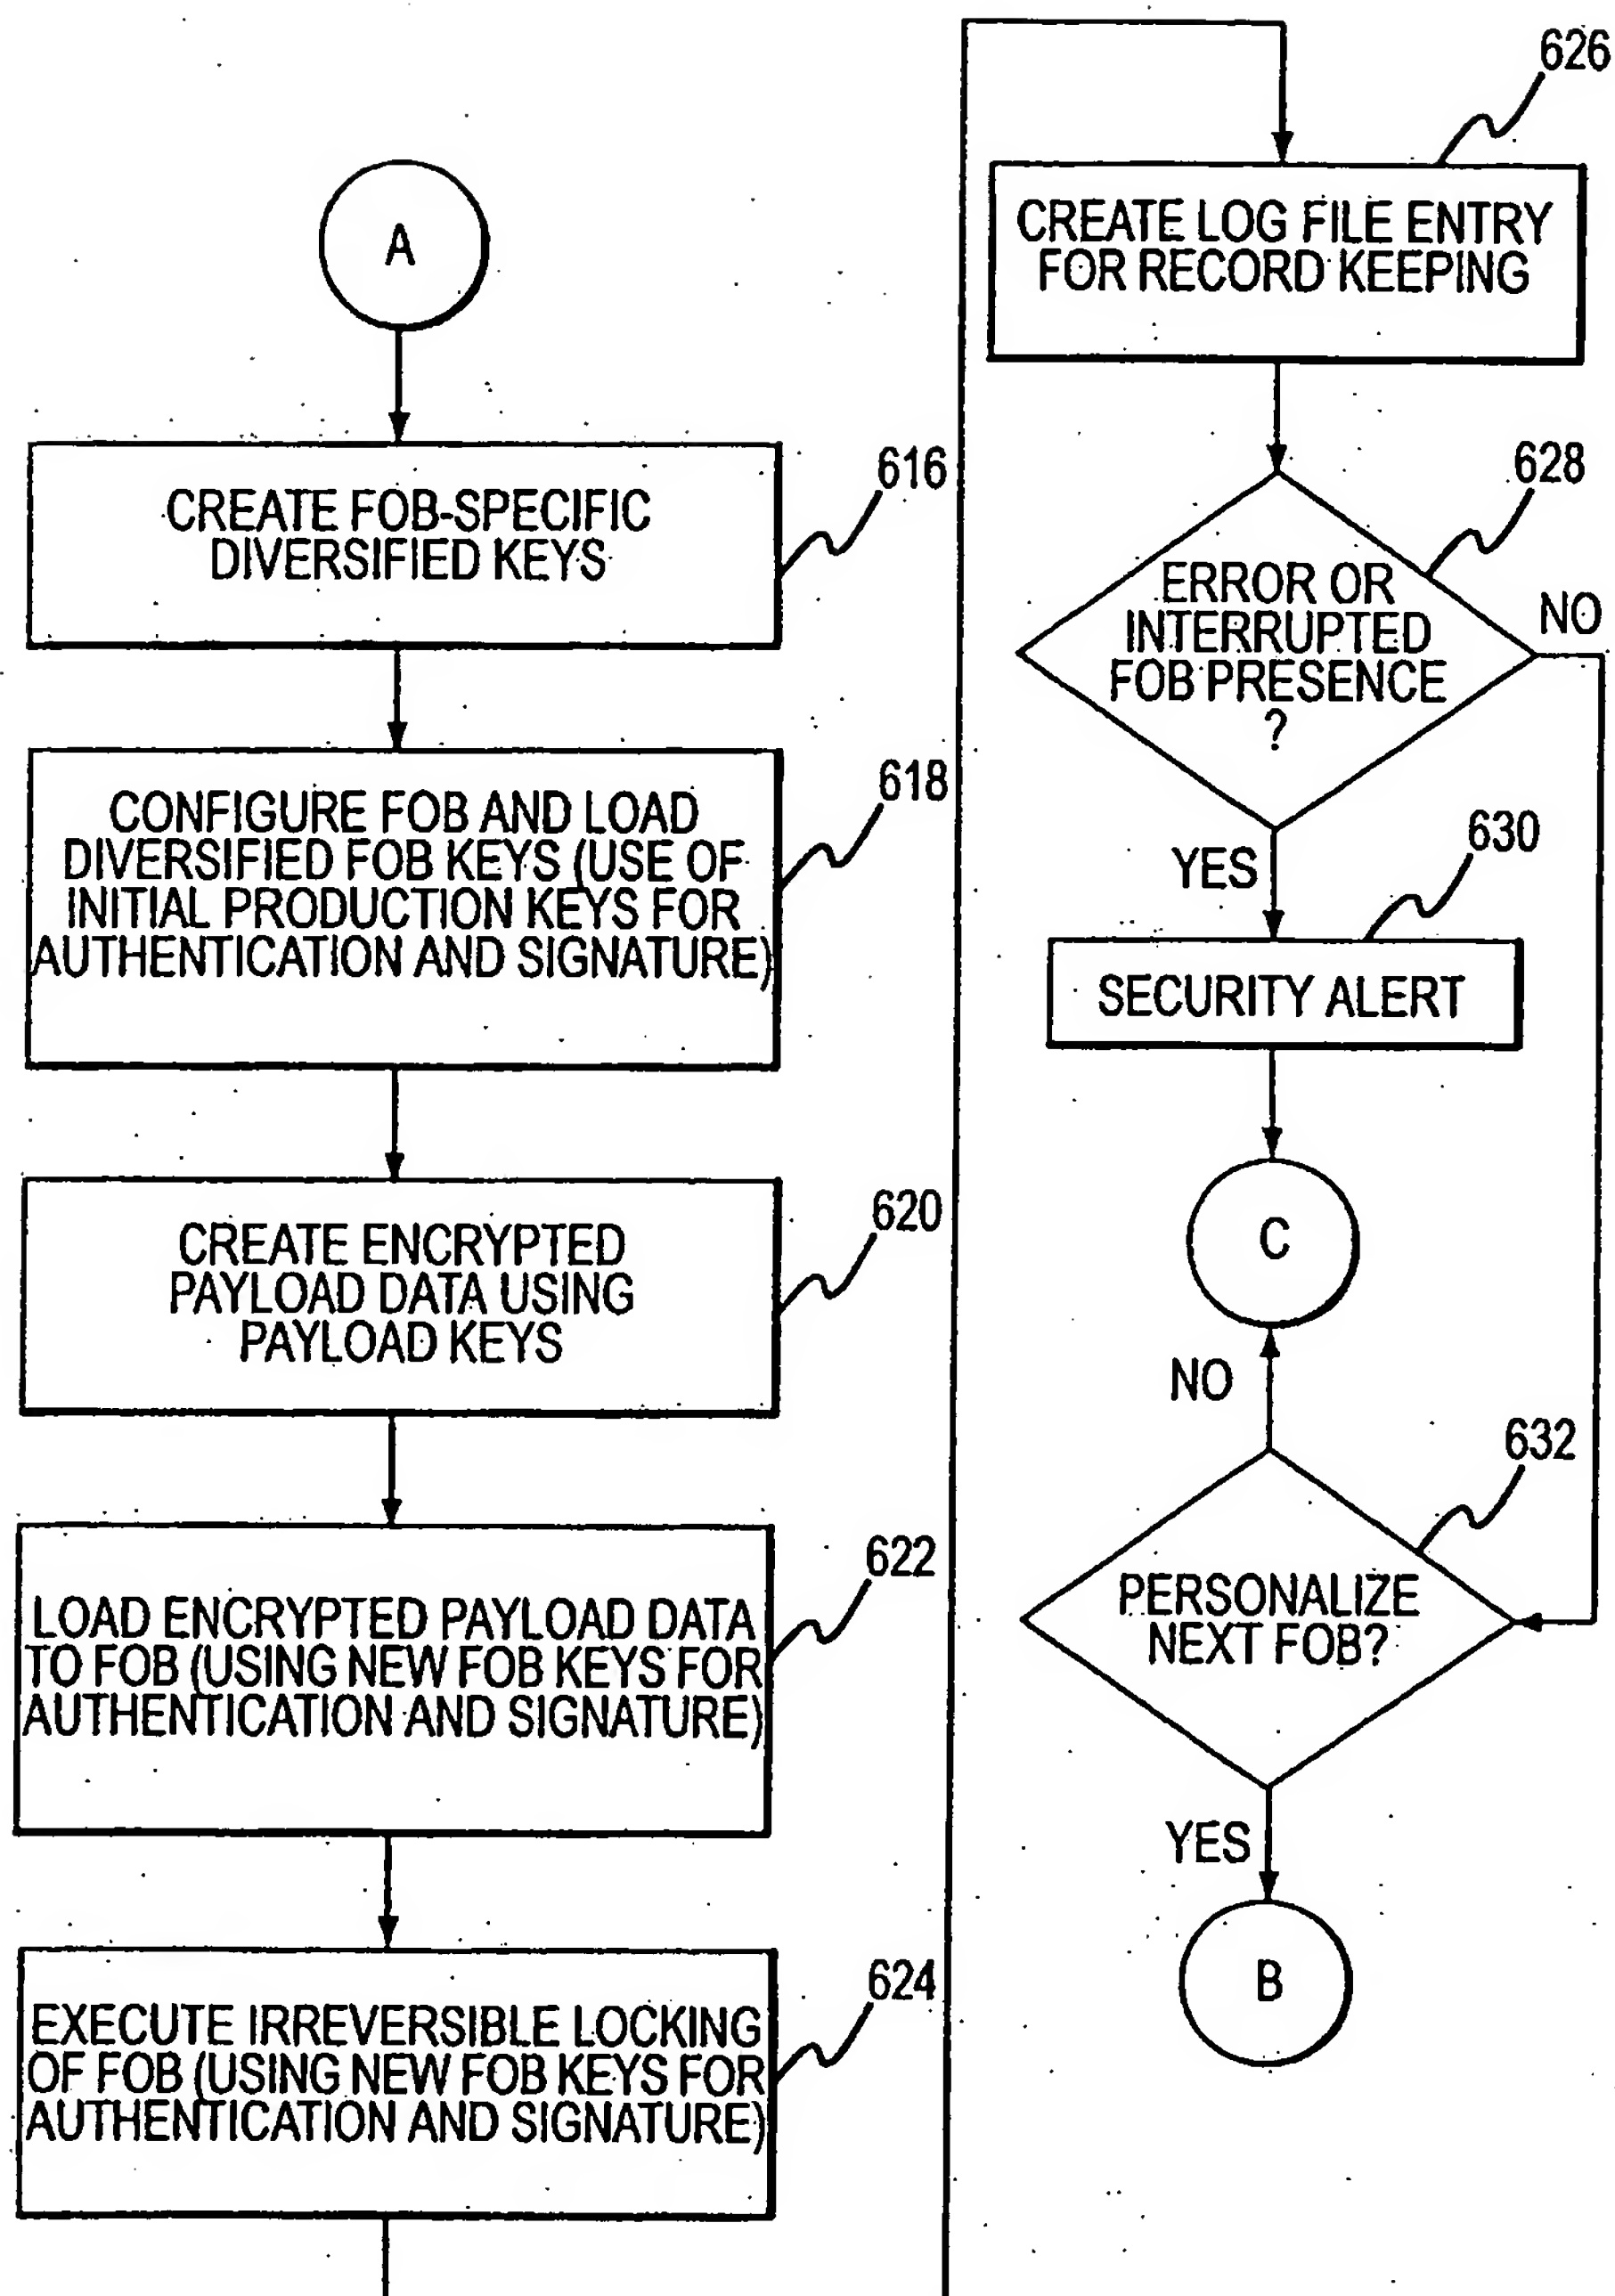 A
616
CREATE FOB-SPECIFIC
DIVERSIFIED KEYS
618
CONFIGURE FOB AND LOAD
DIVERSIFIED FOB KEYS (USE OF
INITIAL PRODUCTION KEYS FOR
AUTHENTICATION AND SIGNATURE)
620
CREATE ENCRYPTED
PAYLOAD DATA USING
PAYLOAD KEYS
622
LOAD ENCRYPTED PAYLOAD DATA
TO FOB (USING NEW FOB KEYS FOR
AUTHENTICATION AND SIGNATURE)
624
EXECUTE IRREVERSIBLE LOCKING
OF FOB (USING NEW FOB KEYS FOR
AUTHENTICATION AND SIGNATURE)
626
CREATE LOG FILE ENTRY
FOR RECORD KEEPING
628
ERROR OR
INTERRUPTED
FOB PRESENCE
?
NO
YES
630
SECURITY ALERT
C
NO
632
PERSONALIZE
NEXT FOB?
YES
B